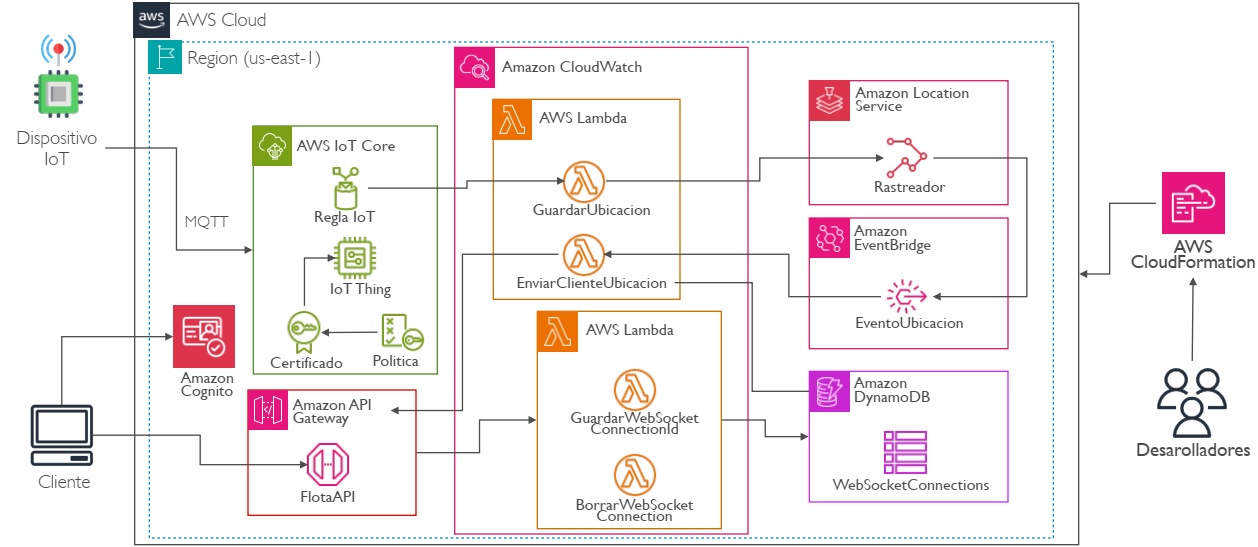 aws
AWS Cloud
Region (us-east-1)
Dispositivo
IoT
MQTT
AWS IoT Core
Regla IoT
IoT Thing
Certificado
Politica
Amazon
Cognito
Cliente
Amazon API
Gateway
FlotaAPI
Amazon CloudWatch
AWS Lambda
GuardarUbicacion
EnviarClienteUbicacion
AWS Lambda
GuardarWebSocket
ConnectionId
BorrarWebSocket
Connection
Amazon Location
Service
Rastreador
Amazon
EventBridge
EventoUbicacion
Amazon
DynamoDB
WebSocketConnections
AWS
CloudFormation
Desarolladores